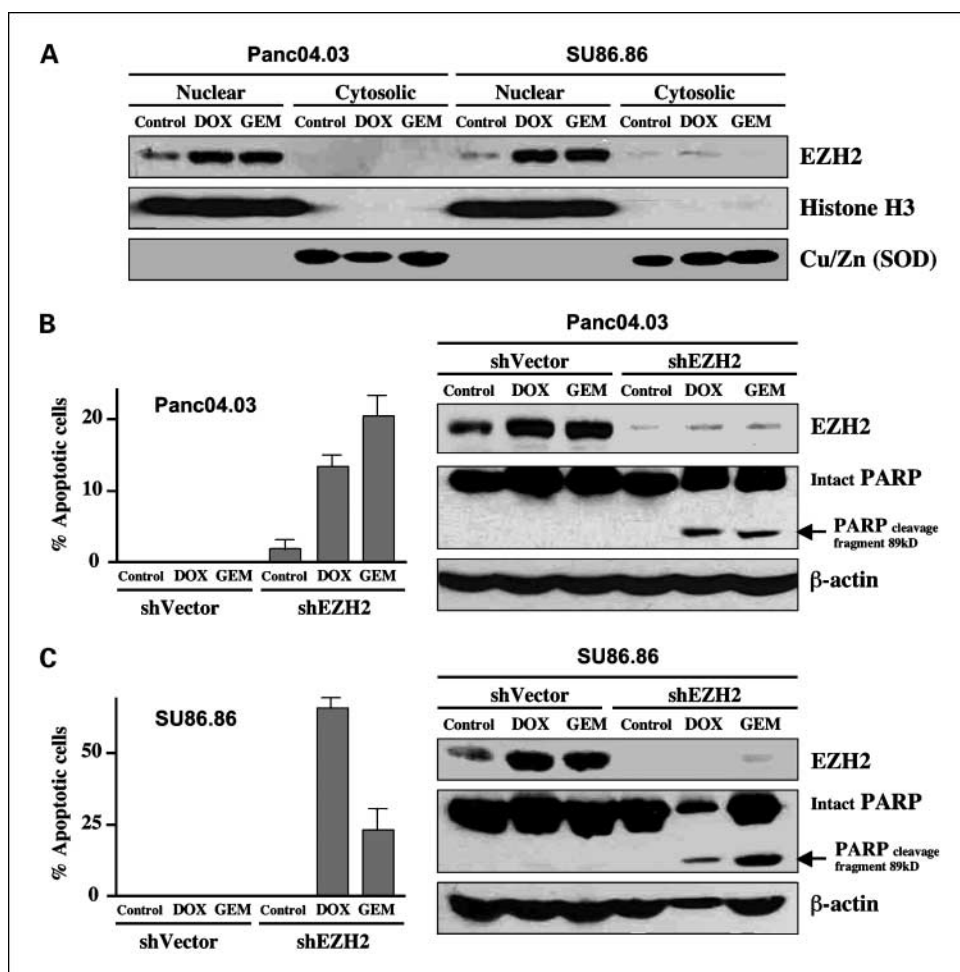 A
Panc04.03 SU86.86
Nuclear Cytosolic Nuclear Cytosolic
Control DOX GEM Control DOX GEM Control DOX GEM Control DOX GEM
EZH2
Histone H3
Cu/Zn (SOD)
B
Panc04.03
% Apoptotic cells
20
10
0
Control DOX GEM Control DOX GEM
shVector shEZH2
Panc04.03
shVector shEZH2
Control DOX GEM Control DOX GEM
EZH2
Intact PARP
PARP cleavage
fragment 89kD
β-actin
C
SU86.86
% Apoptotic cells
50
25
0
Control DOX GEM Control DOX GEM
shVector shEZH2
SU86.86
shVector shEZH2
Control DOX GEM Control DOX GEM
EZH2
Intact PARP
PARP cleavage
fragment 89kD
β-actin